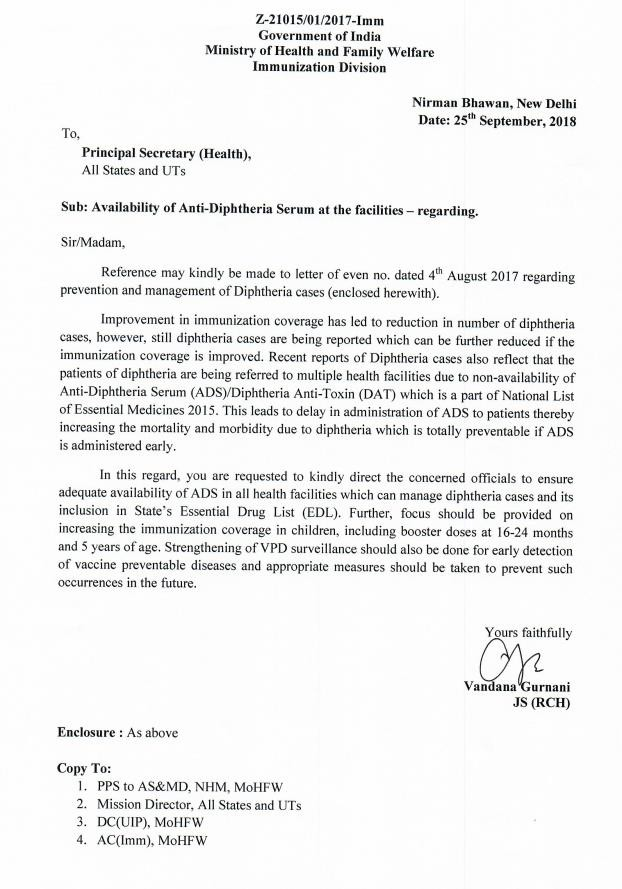 Z-21015/01/2017-Imm
Government of India
Ministry of Health and Family Welfare
Immunization Division
Nirman Bhawan, New Delhi
Date: 25th September, 2018
To,
Principal Secretary (Health),
All States and UTs
Sub: Availability of Anti-Diphtheria Serum at the facilities – regarding.
Sir/Madam,
Reference may kindly be made to letter of even no. dated 4th August 2017 regarding
prevention and management of Diphtheria cases (enclosed herewith).
Improvement in immunization coverage has led to reduction in number of diphtheria
cases, however, still diphtheria cases are being reported which can be further reduced if the
immunization coverage is improved. Recent reports of Diphtheria cases also reflect that the
patients of diphtheria are being referred to multiple health facilities due to non-availability of
Anti-Diphtheria Serum (ADS)/Diphtheria Anti-Toxin (DAT) which is a part of National List
of Essential Medicines 2015. This leads to delay in administration of ADS to patients thereby
increasing the mortality and morbidity due to diphtheria which is totally preventable if ADS
is administered early.
In this regard, you are requested to kindly direct the concerned officials to ensure
adequate availability of ADS in all health facilities which can manage diphtheria cases and its
inclusion in State's Essential Drug List (EDL). Further, focus should be provided on
increasing the immunization coverage in children, including booster doses at 16-24 months
and 5 years of age. Strengthening of VPD surveillance should also be done for early detection
of vaccine preventable diseases and appropriate measures should be taken to prevent such
occurrences in the future.
Yours faithfully
Vandana Gurnani
JS (RCH)
Enclosure : As above
Copy To:
1. PPS to AS&MD, NHM, MoHFW
2. Mission Director, All States and UTs
3. DC(UIP), MoHFW
4. AC(Imm), MoHFW